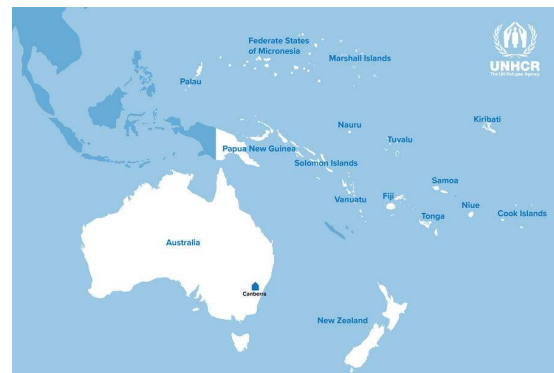 Federate States
of Micronesia
Marshall Islands
UNHCR
The UN Refugee Agency
Palau
Kiribati
Nauru
Tuvalu
Papua New Guinea
Solomon Islands
Samoa
Vanuatu
Fiji
Niue
Tonga
Cook Islands
Australia
Canberra
New Zealand